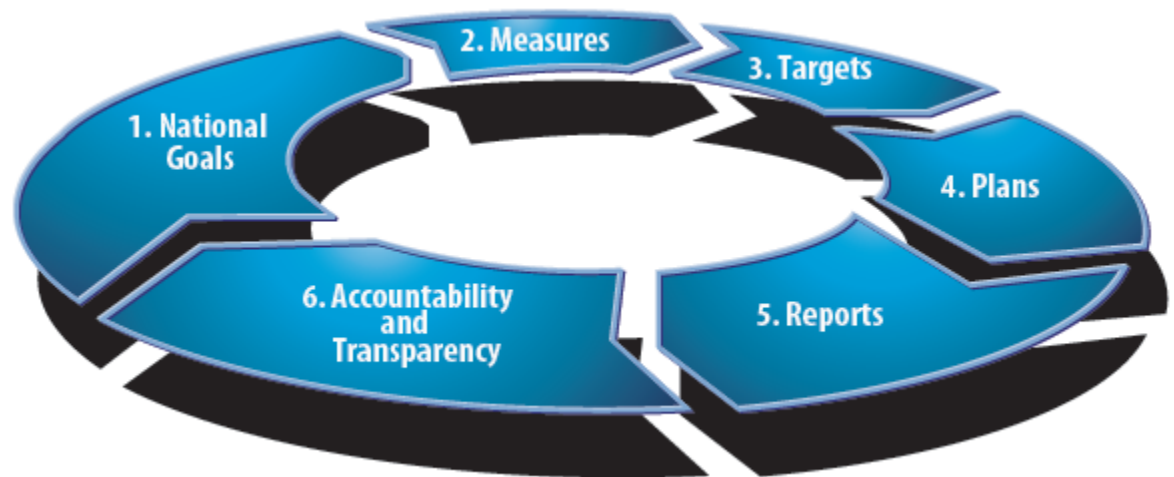 1. National
Goals
2. Measures
3. Targets
4. Plans
5. Reports
6. Accountability
and
Transparency